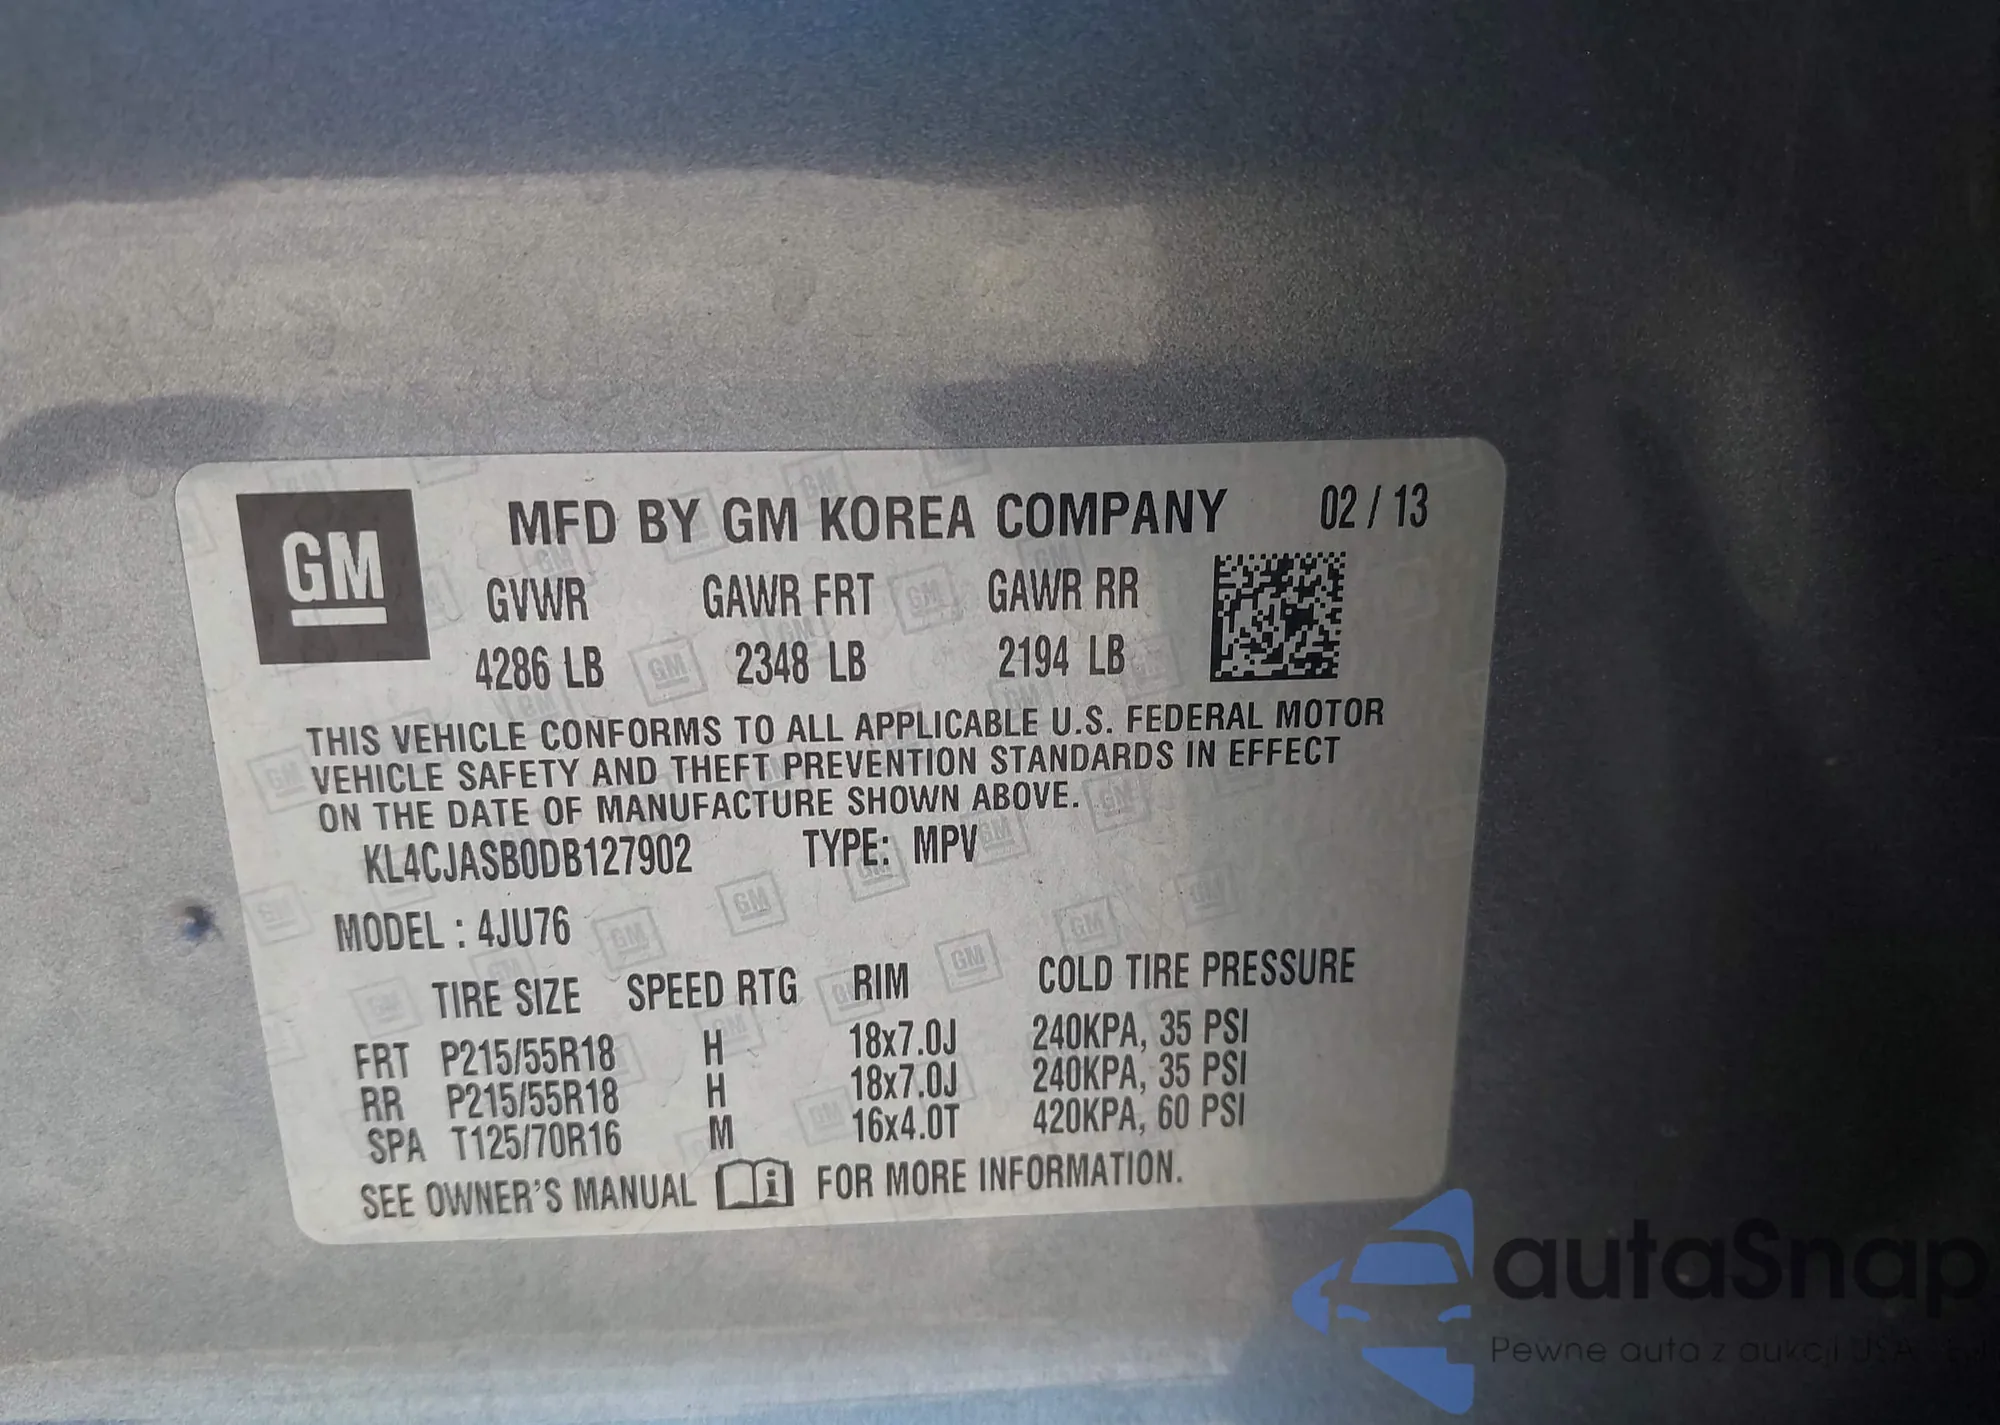 GM
MFD BY GM KOREA COMPANY 02 / 13
GVWR GAWR FRT GAWR RR
4286 LB 2348 LB 2194 LB
THIS VEHICLE CONFORMS TO ALL APPLICABLE U.S. FEDERAL MOTOR
VEHICLE SAFETY AND THEFT PREVENTION STANDARDS IN EFFECT
ON THE DATE OF MANUFACTURE SHOWN ABOVE.
KL4CJASB0DB127902 TYPE: MPV
MODEL : 4JU76
TIRE SIZE SPEED RTG RIM COLD TIRE PRESSURE
FRT P215/55R18 H 18x7.0J 240KPA, 35 PSI
RR P215/55R18 H 18x7.0J 240KPA, 35 PSI
SPA T125/70R16 M 16x4.0T 420KPA, 60 PSI
SEE OWNER'S MANUAL i FOR MORE INFORMATION.
autaSnap
Pewne auto z aukcji USA